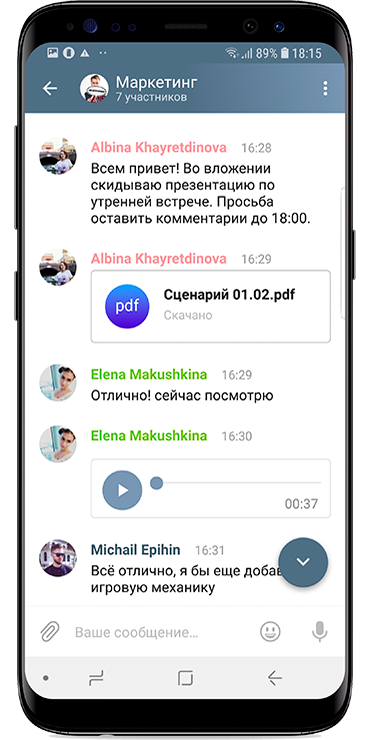 89% 18:15
Маркетинг
7 участников
Albina Khayretdinova 16:28
Всем привет! Во вложении
скидываю презентацию по
утренней встрече. Просьба
оставить комментарии до 18:00.
Albina Khayretdinova 16:29
pdf
Сценарий 01.02.pdf
Скачано
Elena Makushkina 16:29
Отлично! сейчас посмотрю
Elena Makushkina 16:30
00:37
Michail Epihin 16:31
Всё отлично, я бы еще добав
игровую механику
Ваше сообщение...